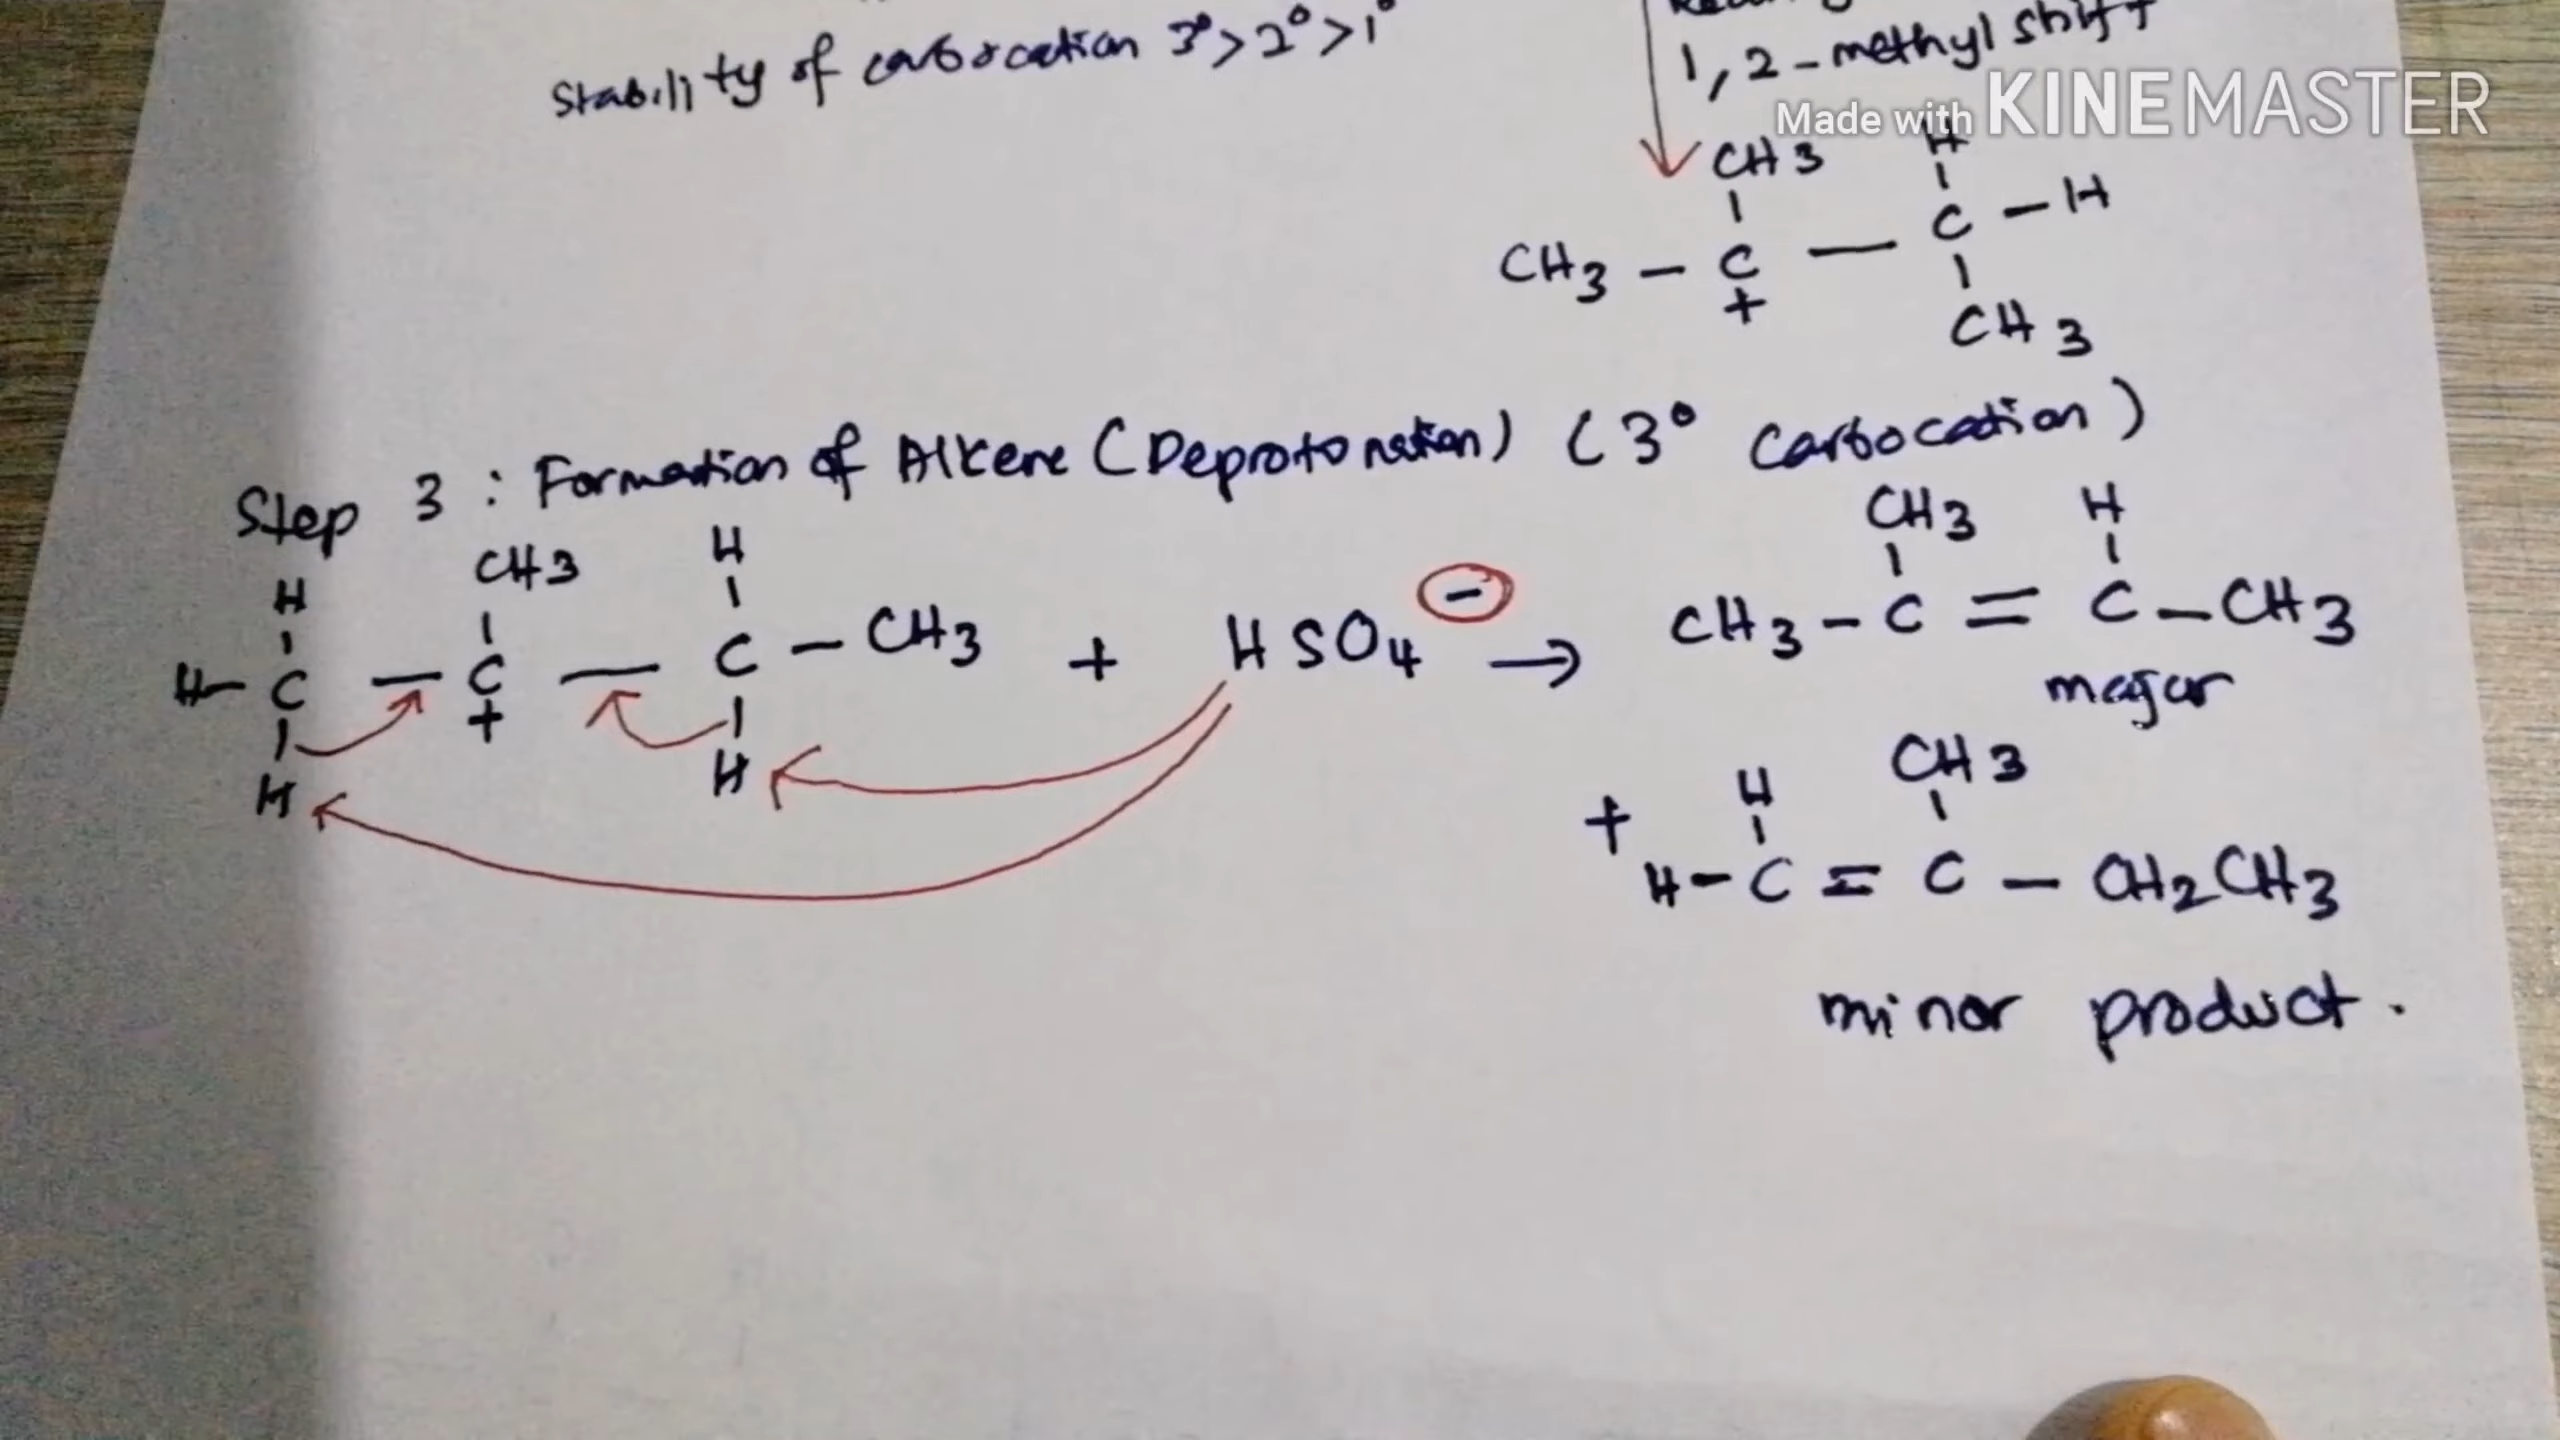 Stability of carbocation 3°>2°>1°
1,2-methyl shift
Made with KINEMASTER
CH3 H
CH3 - C — C - H
+
CH3
Step 3 : Formation of Alkene (Deprotonation) (3° carbocation)
H CH3 H
H- C — C — C - CH3 + HSO4 - →
+
H H
CH3 H
CH3 - C = C - CH3
major
+ H CH3
H - C = C - CH2CH3
minor product.